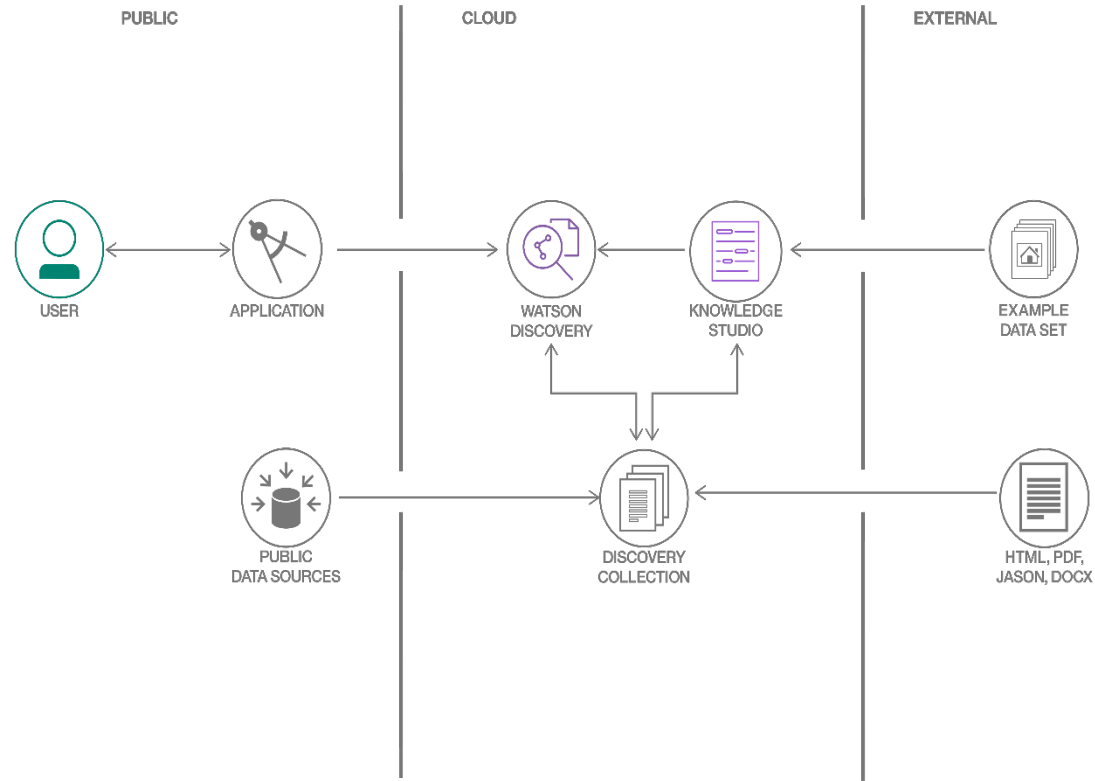 PUBLIC
CLOUD
EXTERNAL
USER
APPLICATION
WATSON
DISCOVERY
KNOWLEDGE
STUDIO
EXAMPLE
DATA SET
PUBLIC
DATA SOURCES
DISCOVERY
COLLECTION
HTML, PDF,
JASON, DOCX